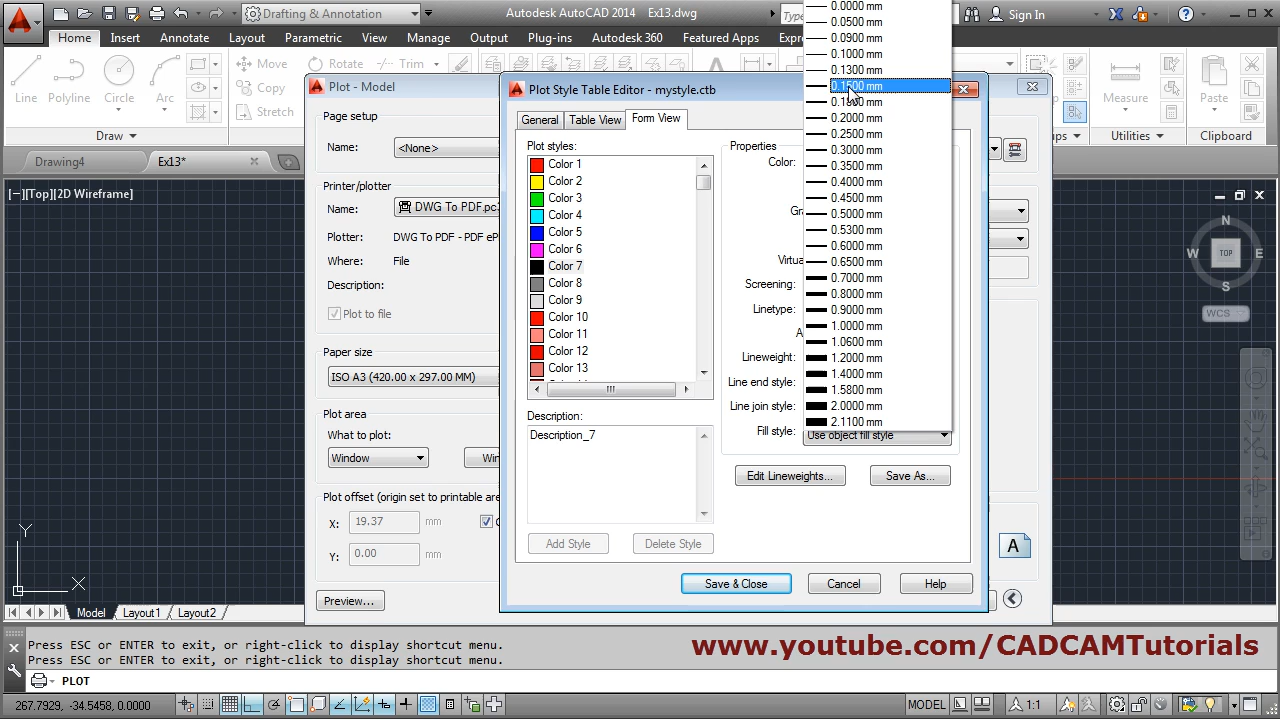 Drafting & Annotation
Autodesk AutoCAD 2014 Ex13.dwg
Sign In
Home Insert Annotate Layout Parametric View Manage Output Plug-ins Autodesk 360 Featured Apps
Line Polyline Circle Arc
Move
Copy
Stretch
Rotate
Trim
Measure
Paste
Draw
Utilities
Clipboard
Drawing4
Ex13*
[−][Top][2D Wireframe]
Plot - Model
Page setup
Name: <None>
Printer/plotter
Name: DWG To PDF.pc
Plotter: DWG To PDF - PDF eP
Where: File
Description:
Plot to file
Paper size
ISO A3 (420.00 x 297.00 MM)
Plot area
What to plot:
Window
Plot offset (origin set to printable are
X: 19.37 mm
Y: 0.00 mm
Preview...
Plot Style Table Editor - mystyle.ctb
General Table View Form View
Plot styles:
Color 1
Color 2
Color 3
Color 4
Color 5
Color 6
Color 7
Color 8
Color 9
Color 10
Color 11
Color 12
Color 13
Description:
Description_7
Add Style Delete Style
Properties
Color:
Screening:
Linetype:
Lineweight:
Line end style:
Line join style:
Fill style: Use object fill style
Edit Lineweights... Save As...
Save & Close Cancel Help
0.0000 mm
0.0500 mm
0.0900 mm
0.1000 mm
0.1300 mm
0.1500 mm
0.1800 mm
0.2000 mm
0.2500 mm
0.3000 mm
0.3500 mm
0.4000 mm
0.4500 mm
0.5000 mm
0.5300 mm
0.6000 mm
0.6500 mm
0.7000 mm
0.8000 mm
0.9000 mm
1.0000 mm
1.0600 mm
1.2000 mm
1.4000 mm
1.5800 mm
2.0000 mm
2.1100 mm
N
W TOP E
S
WCS
Y
X
Model Layout1 Layout2
Press ESC or ENTER to exit, or right-click to display shortcut menu.
Press ESC or ENTER to exit, or right-click to display shortcut menu.
PLOT
www.youtube.com/CADCAMTutorials
267.7929, -34.5458, 0.0000
MODEL
1:1